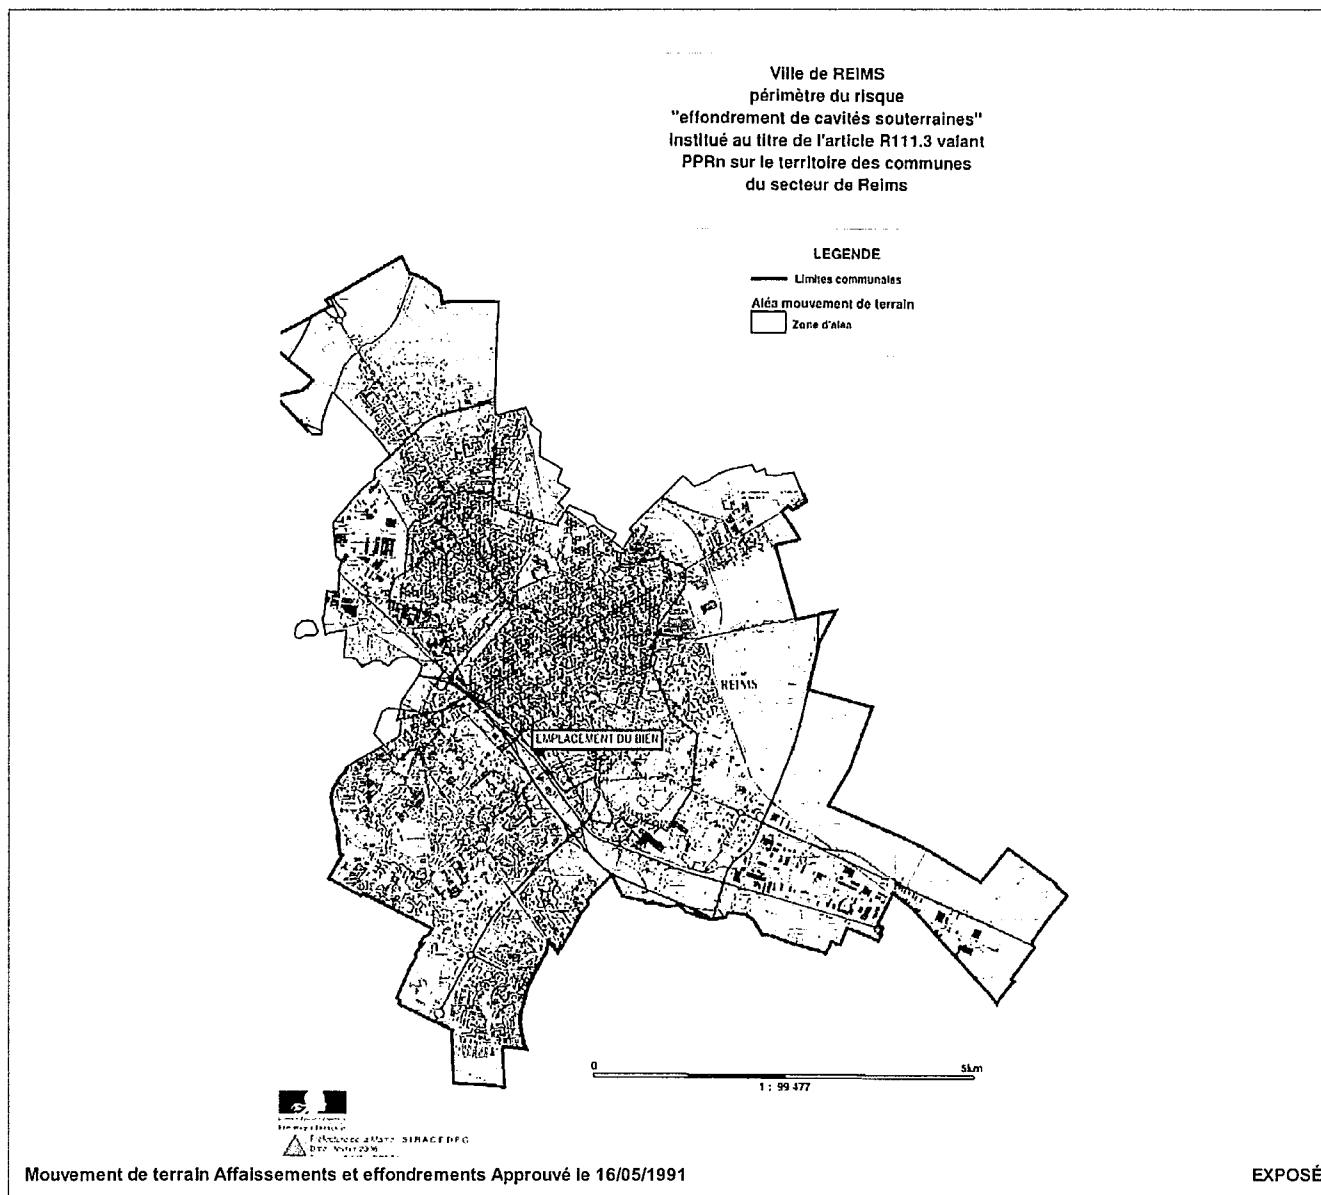 Ville de REIMS
périmètre du risque
"effondrement de cavités souterraines"
institué au titre de l'article R111.3 valant
PPRn sur le territoire des communes
du secteur de Reims
LEGENDE
Limites communales
Aléa mouvement de terrain
Zone d'aléa
REIMS
EMPLACEMENT DU BIEN
0
5km
1 : 99 477
Mouvement de terrain Affaissements et effondrements Approuvé le 16/05/1991
EXPOSÉ